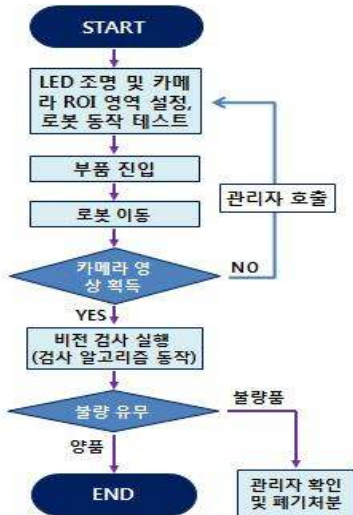 START
LED 조명 및 카메
라 ROI 영역 설정,
로봇 동작 테스트
부품 진입
로봇 이동
관리자 호출
카메라 영
상 획득
NO
YES
비전 검사 실행
(검사 알고리즘 동작)
불량 유무
불량품
양품
END
관리자 확인
및 폐기처분